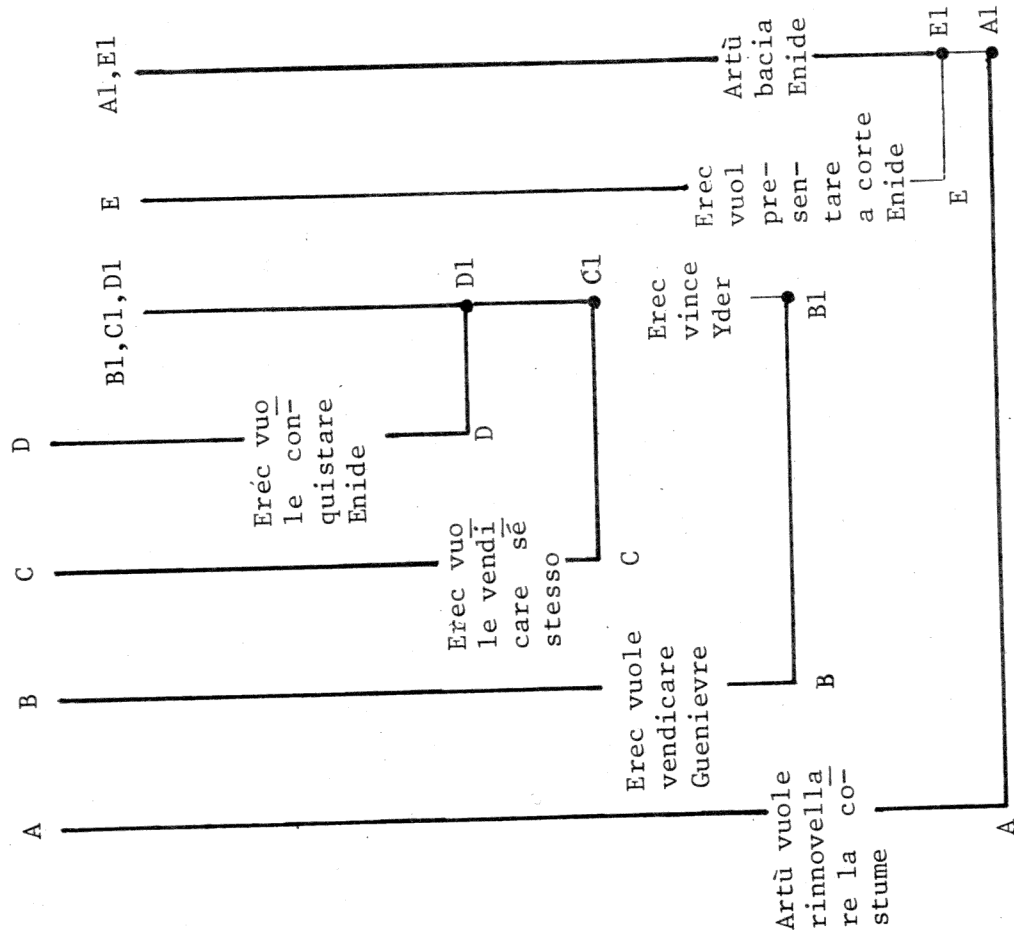 A
B
C
D
B1,C1,D1
E
A1,E1
Artù vuole
rinnovella
re la co-
stume
A
Erec vuole
vendicare
Guenievre
B
Erec vuo
le vendi
care sé
stesso
C
Eréc vuo
le con-
quistare
Enide
D
D1
C1
Erec
vince
Yder
B1
Erec
vuol
pre-
sen-
tare
a corte
Enide
E
Artù
bacia
Enide
E1
A1